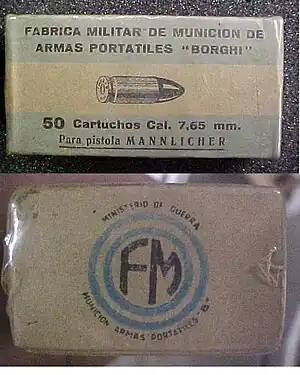 FABRICA MILITAR DE MUNICION DE
ARMAS PORTATILES "BORGHI"
50 Cartuchos Cal. 7,65 mm.
Para pistola MANNLICHER
MINISTERIO DE GUERRA
FM
MUNICION ARMAS PORTATILES "B"